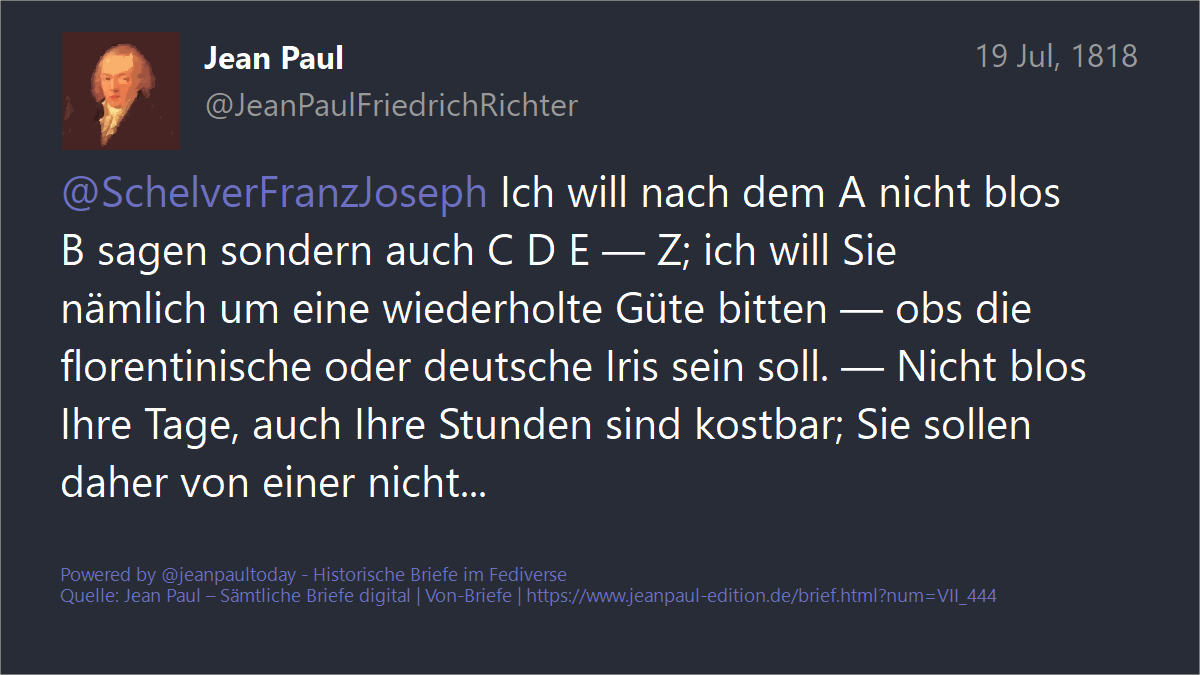 Jean Paul
19 Jul, 1818
@JeanPaulFriedrichRichter
@SchelverFranzJoseph Ich will nach dem A nicht blos
B sagen sondern auch C D E — Z; ich will Sie
nämlich um eine wiederholte Güte bitten — obs die
florentinische oder deutsche Iris sein soll. — Nicht blos
Ihre Tage, auch Ihre Stunden sind kostbar; Sie sollen
daher von einer nicht...
Powered by @jeanpaultoday - Historische Briefe im Fediverse
Quelle: Jean Paul – Sämtliche Briefe digital | Von-Briefe | https://www.jeanpaul-edition.de/brief.html?num=VII_444